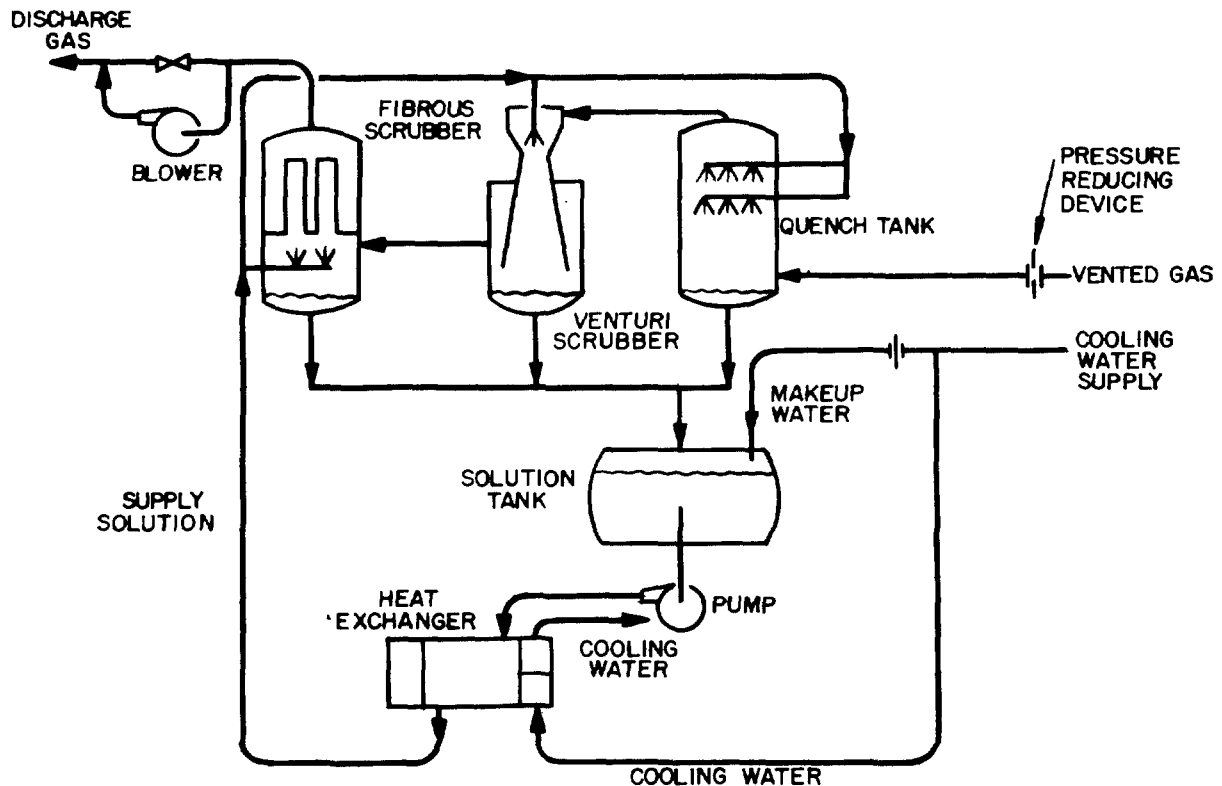 DISCHARGE
GAS
BLOWER
FIBROUS
SCRUBBER
QUENCH TANK
PRESSURE
REDUCING
DEVICE
VENTED GAS
VENTURI
SCRUBBER
COOLING
WATER
SUPPLY
MAKEUP
WATER
SOLUTION
TANK
SUPPLY
SOLUTION
HEAT
EXCHANGER
PUMP
COOLING
WATER
COOLING WATER